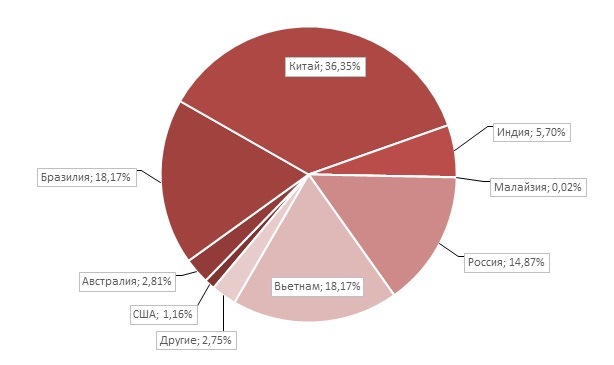 Китай; 36,35%
Индия; 5,70%
Малайзия; 0,02%
Россия; 14,87%
Вьетнам; 18,17%
Другие; 2,75%
США; 1,16%
Австралия; 2,81%
Бразилия; 18,17%